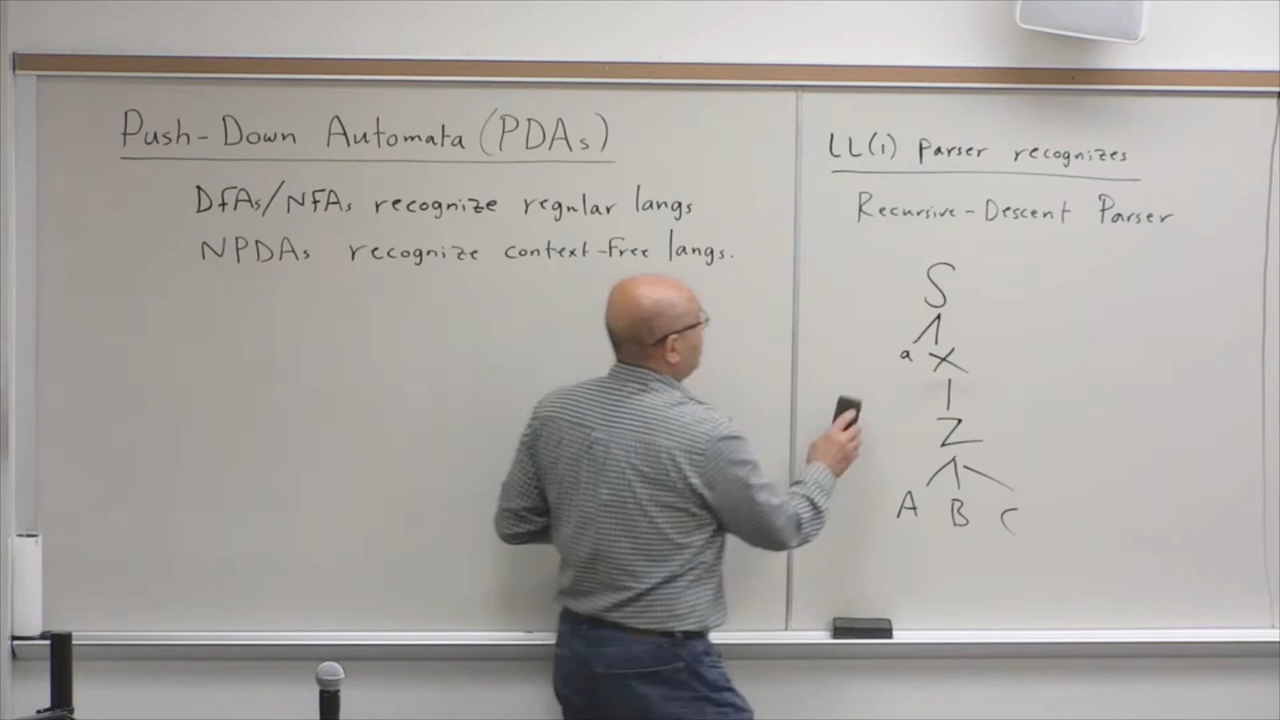 Push-Down Automata (PDAs)
DFAs/NFAs recognize regular langs
NPDAs recognize context-free langs.
LL(1) parser recognizes
Recursive-Descent Parser
S
a X
Z
A B C